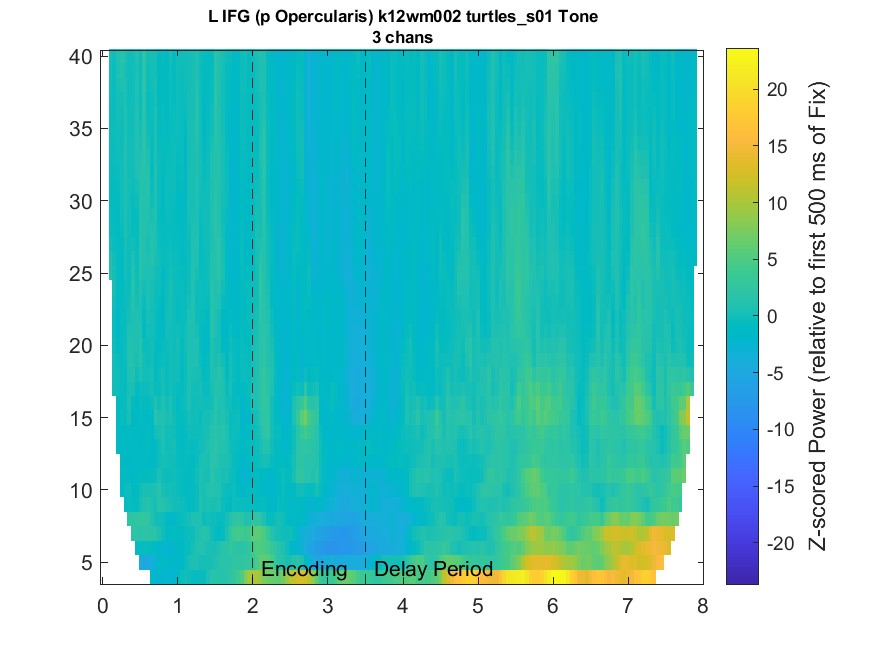 L IFG (p Opercularis) k12wm002 turtles_s01 Tone
3 chans
40
35
30
25
20
15
10
5
Encoding
Delay Period
0 1 2 3 4 5 6 7 8
20
15
10
5
0
-5
-10
-15
-20
Z-scored Power (relative to first 500 ms of Fix)